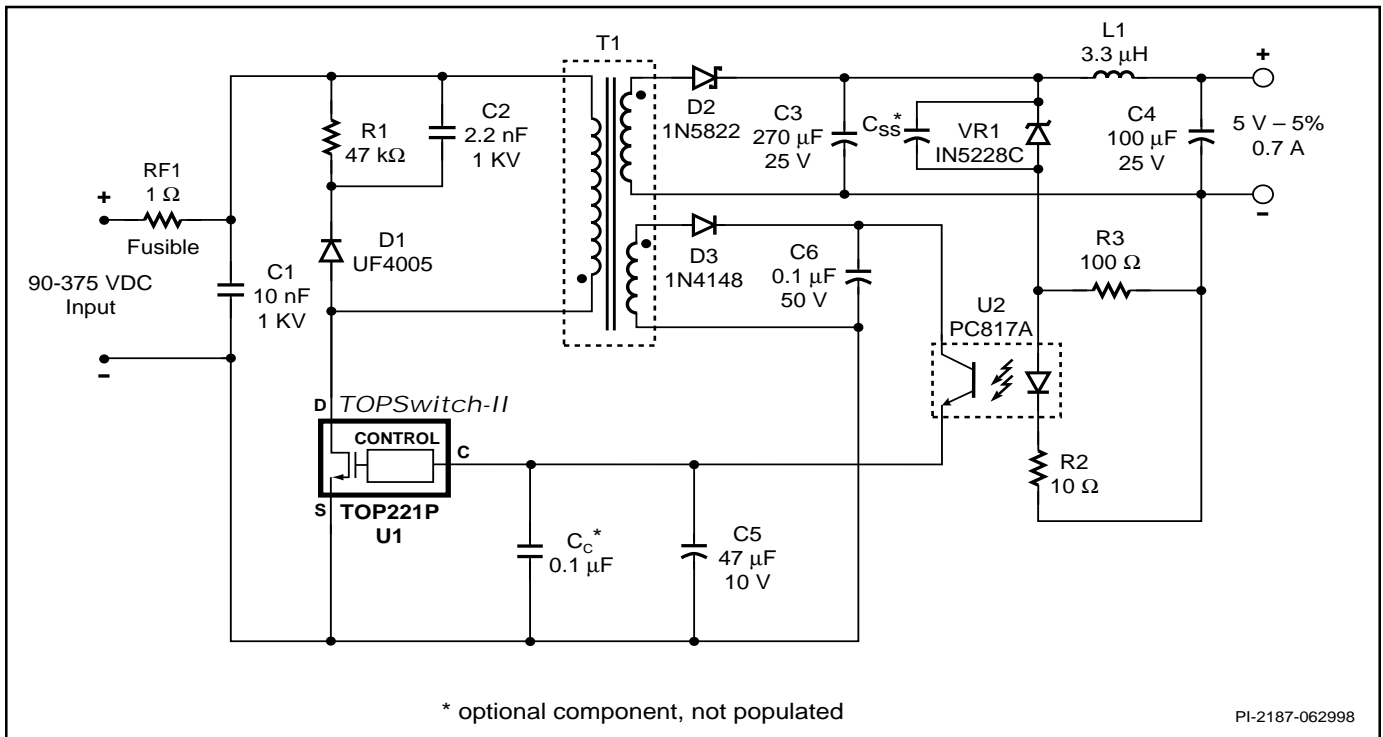 T1
L1
3.3 µH
+
C2
2.2 nF
1 KV
R1
47 kΩ
D2
1N5822
C3
270 µF
25 V
CSS*
VR1
IN5228C
C4
100 µF
25 V
5 V – 5%
0.7 A
RF1
1 Ω
+
Fusible
-
D1
UF4005
D3
1N4148
C6
0.1 µF
50 V
R3
100 Ω
90-375 VDC
Input
C1
10 nF
1 KV
U2
PC817A
-
D
TOPSwitch-II
CONTROL
C
S
TOP221P
U1
R2
10 Ω
CC*
0.1 µF
C5
47 µF
10 V
* optional component, not populated
PI-2187-062998